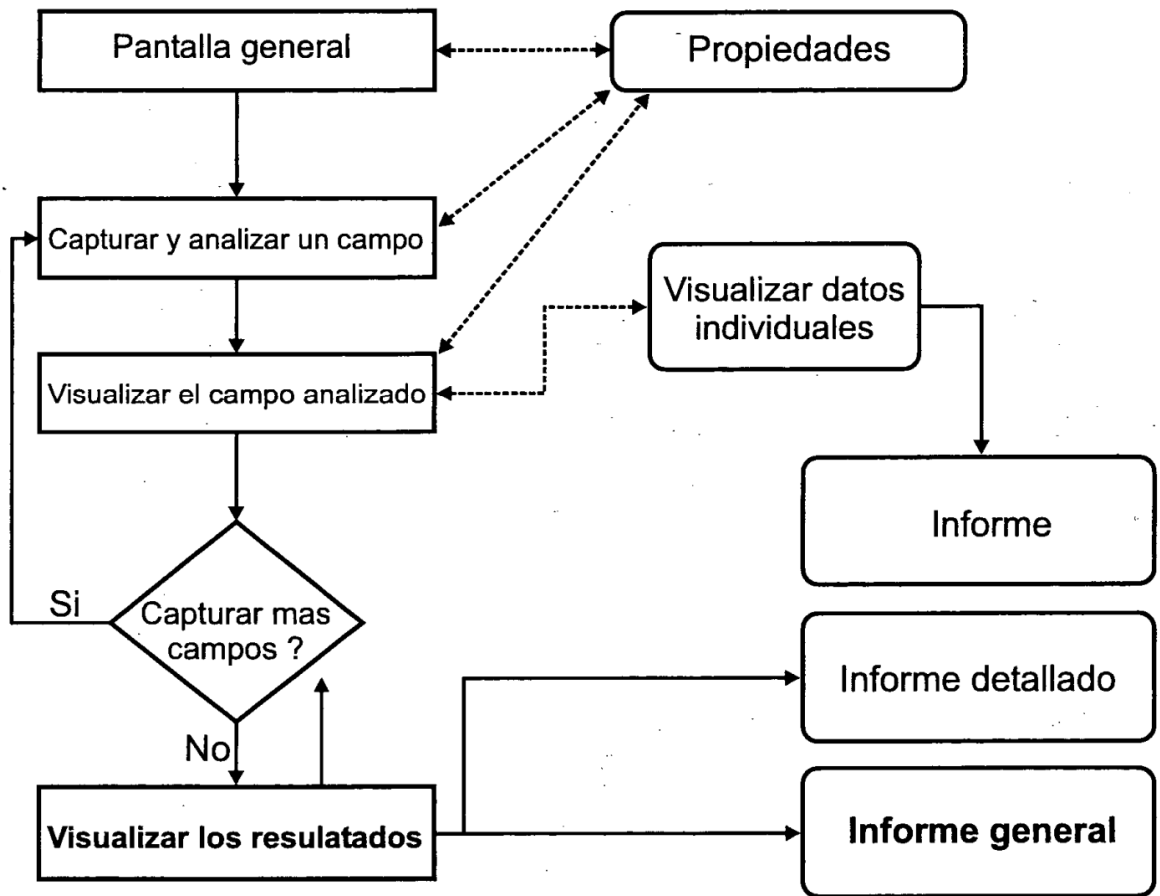 Pantalla general
Propiedades
Capturar y analizar un campo
Visualizar datos
individuales
Visualizar el campo analizado
Informe
Si
Capturar mas
campos ?
Informe detallado
No
Visualizar los resulatados
Informe general